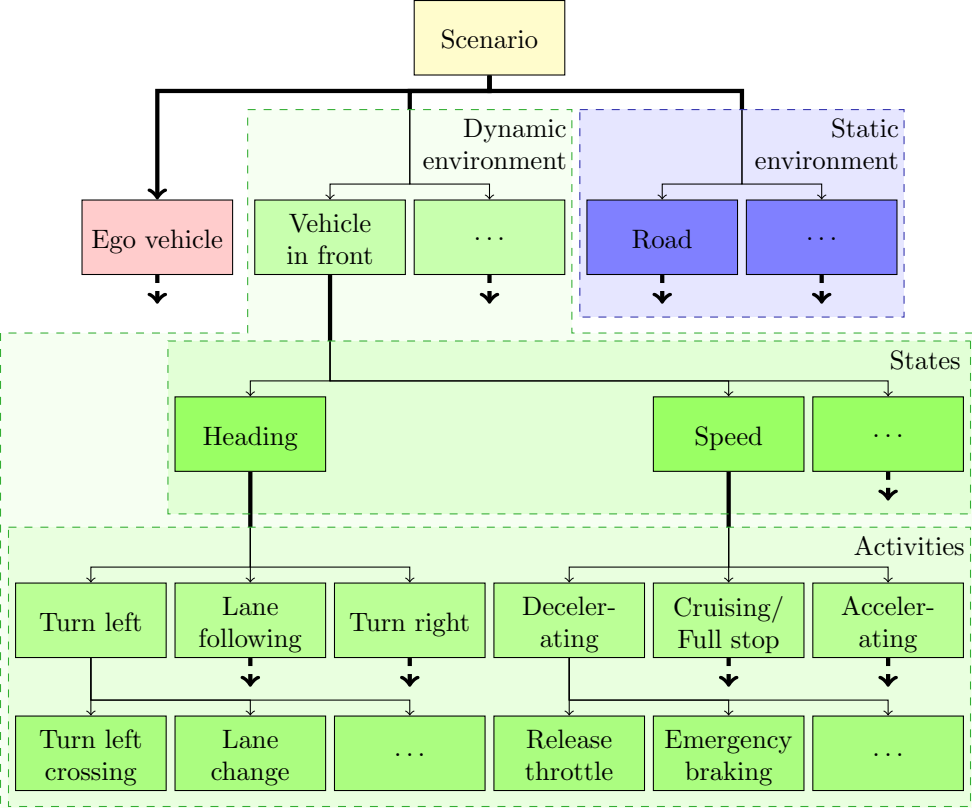 Scenario
Dynamic
environment
Static
environment
Ego vehicle
Vehicle
in front
...
Road
...
States
Heading
Speed
...
Activities
Turn left
Lane
following
Turn right
Deceler-
ating
Cruising/
Full stop
Acceler-
ating
Turn left
crossing
Lane
change
...
Release
throttle
Emergency
braking
...